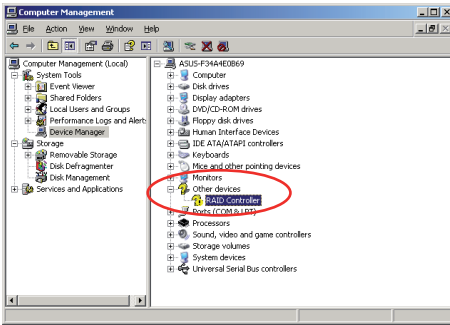 Computer Management
File Action View Window Help
Computer Management (Local)
System Tools
Event Viewer
Shared Folders
Local Users and Groups
Performance Logs and Alerts
Device Manager
Storage
Removable Storage
Disk Defragmenter
Disk Management
Services and Applications
ASUS-F34A4E0B69
Computer
Disk drives
Display adapters
DVD/CD-ROM drives
Floppy disk drives
Human Interface Devices
IDE ATA/ATAPI controllers
Keyboards
Mice and other pointing devices
Monitors
Other devices
RAID Controller
Ports (COM & LPT)
Processors
Sound, video and game controllers
Storage volumes
System devices
Universal Serial Bus controllers